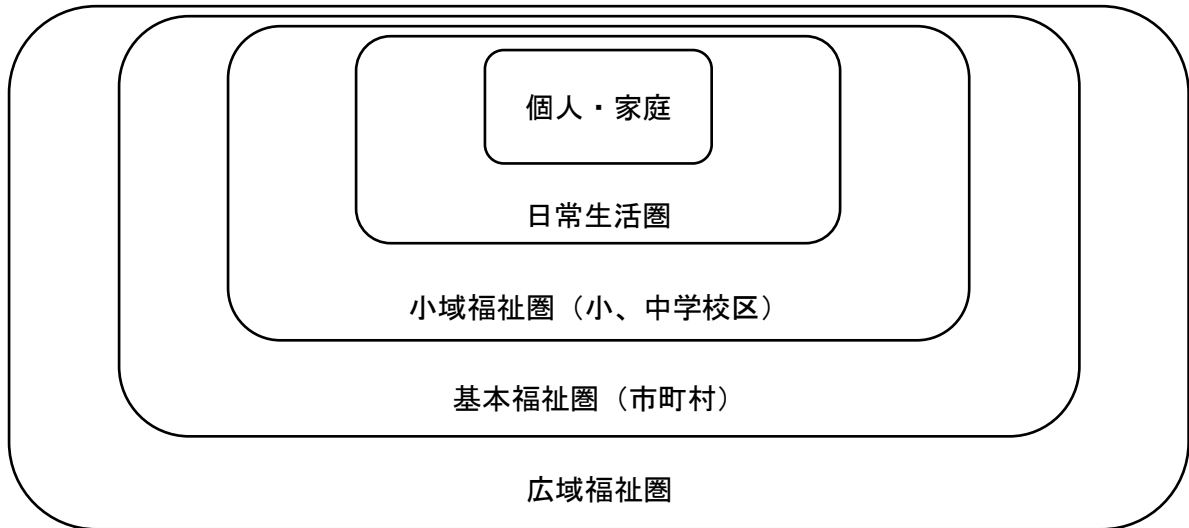 個人・家庭
日常生活圏
小域福祉圏（小、中学校区）
基本福祉圏（市町村）
広域福祉圏